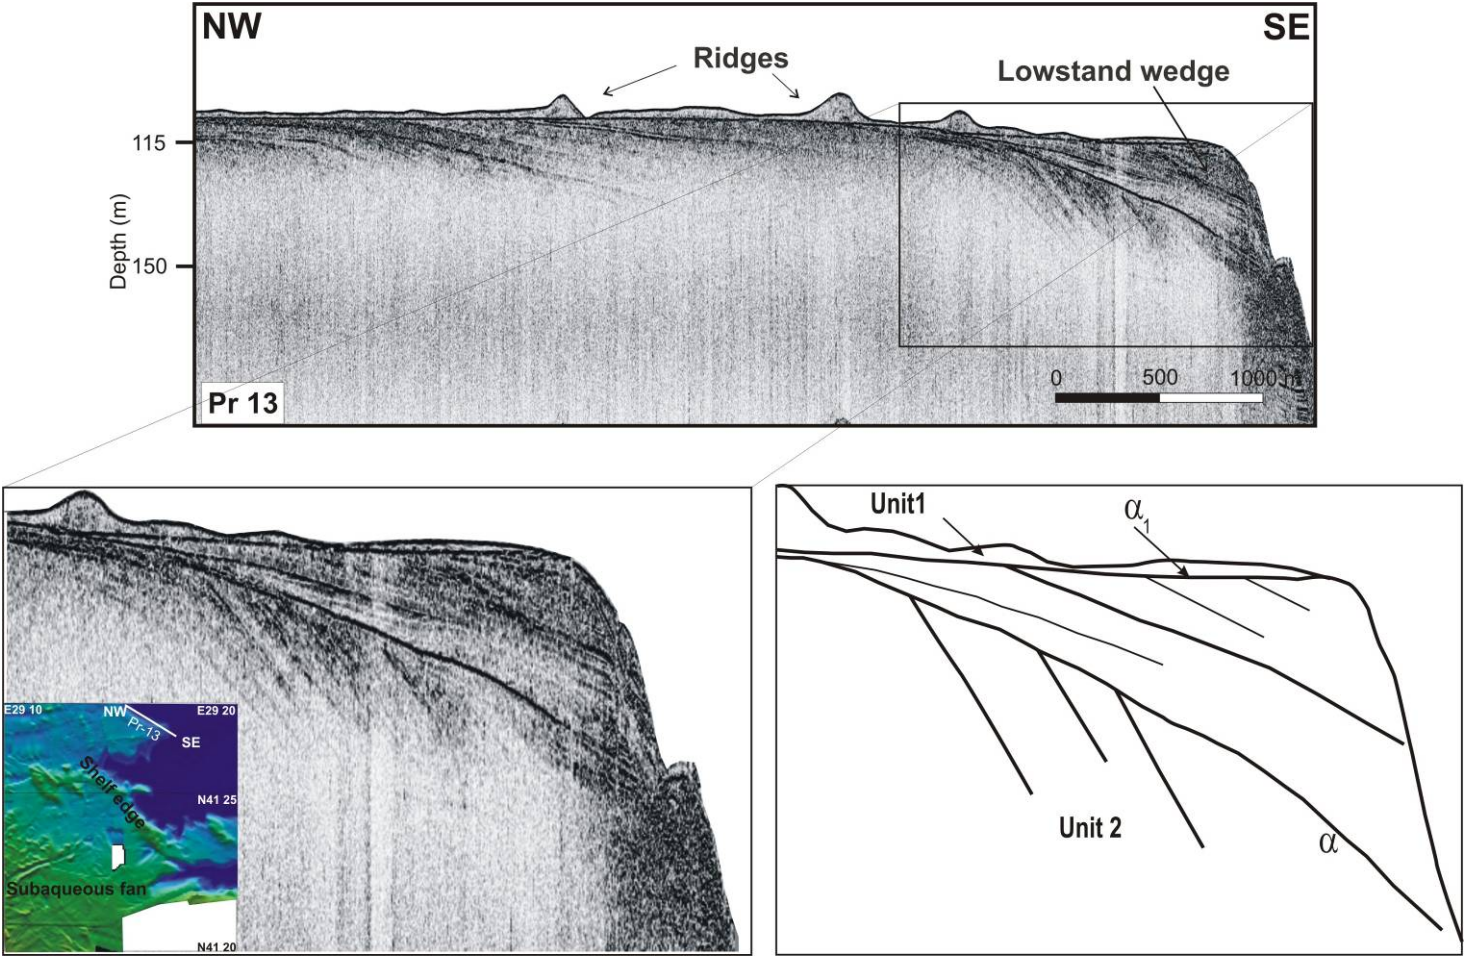 NW
SE
Ridges
Lowstand wedge
115
Depth (m)
150
0 500 1000 m
Pr 13
Unit1
α1
Unit 2
α
E29 10
NW
E29 20
Pr-13
SE
Shelf edge
N41 25
Subaqueous fan
N41 20